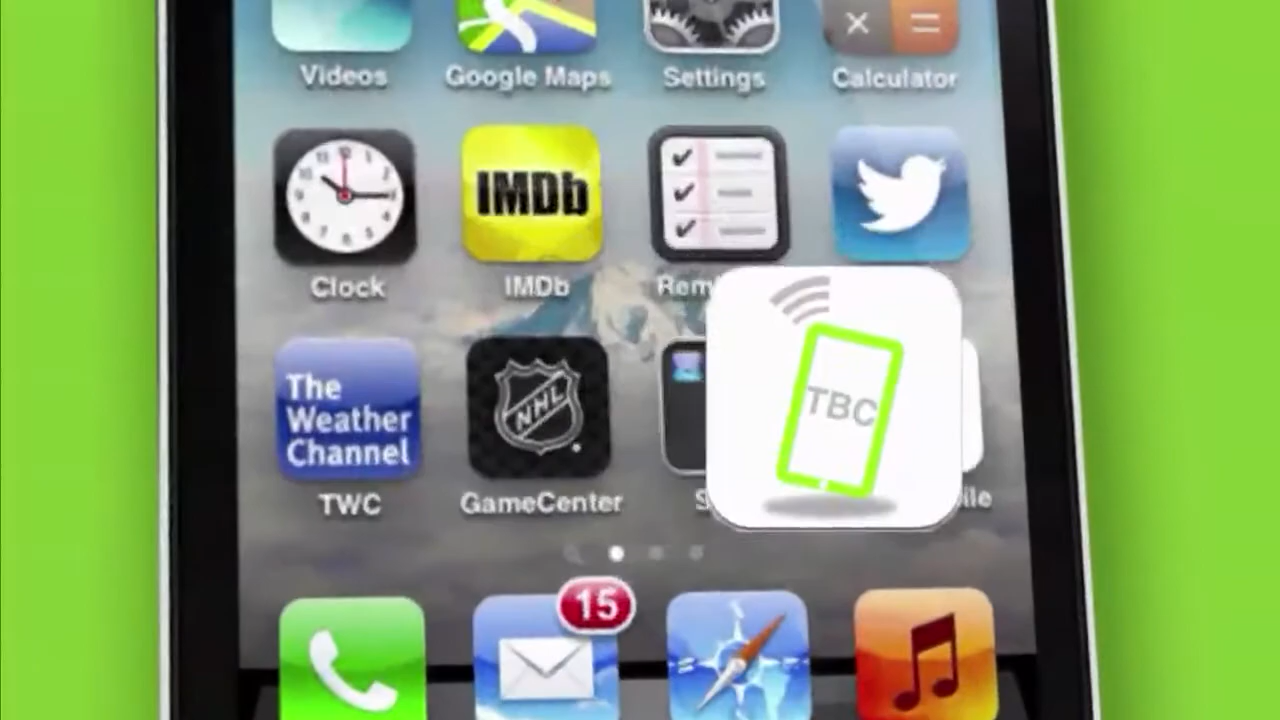 Videos
Google Maps
Settings
Calculator
IMDb
Clock
IMDb
The
Weather
Channel
NHL
TBC
TWC
GameCenter
15